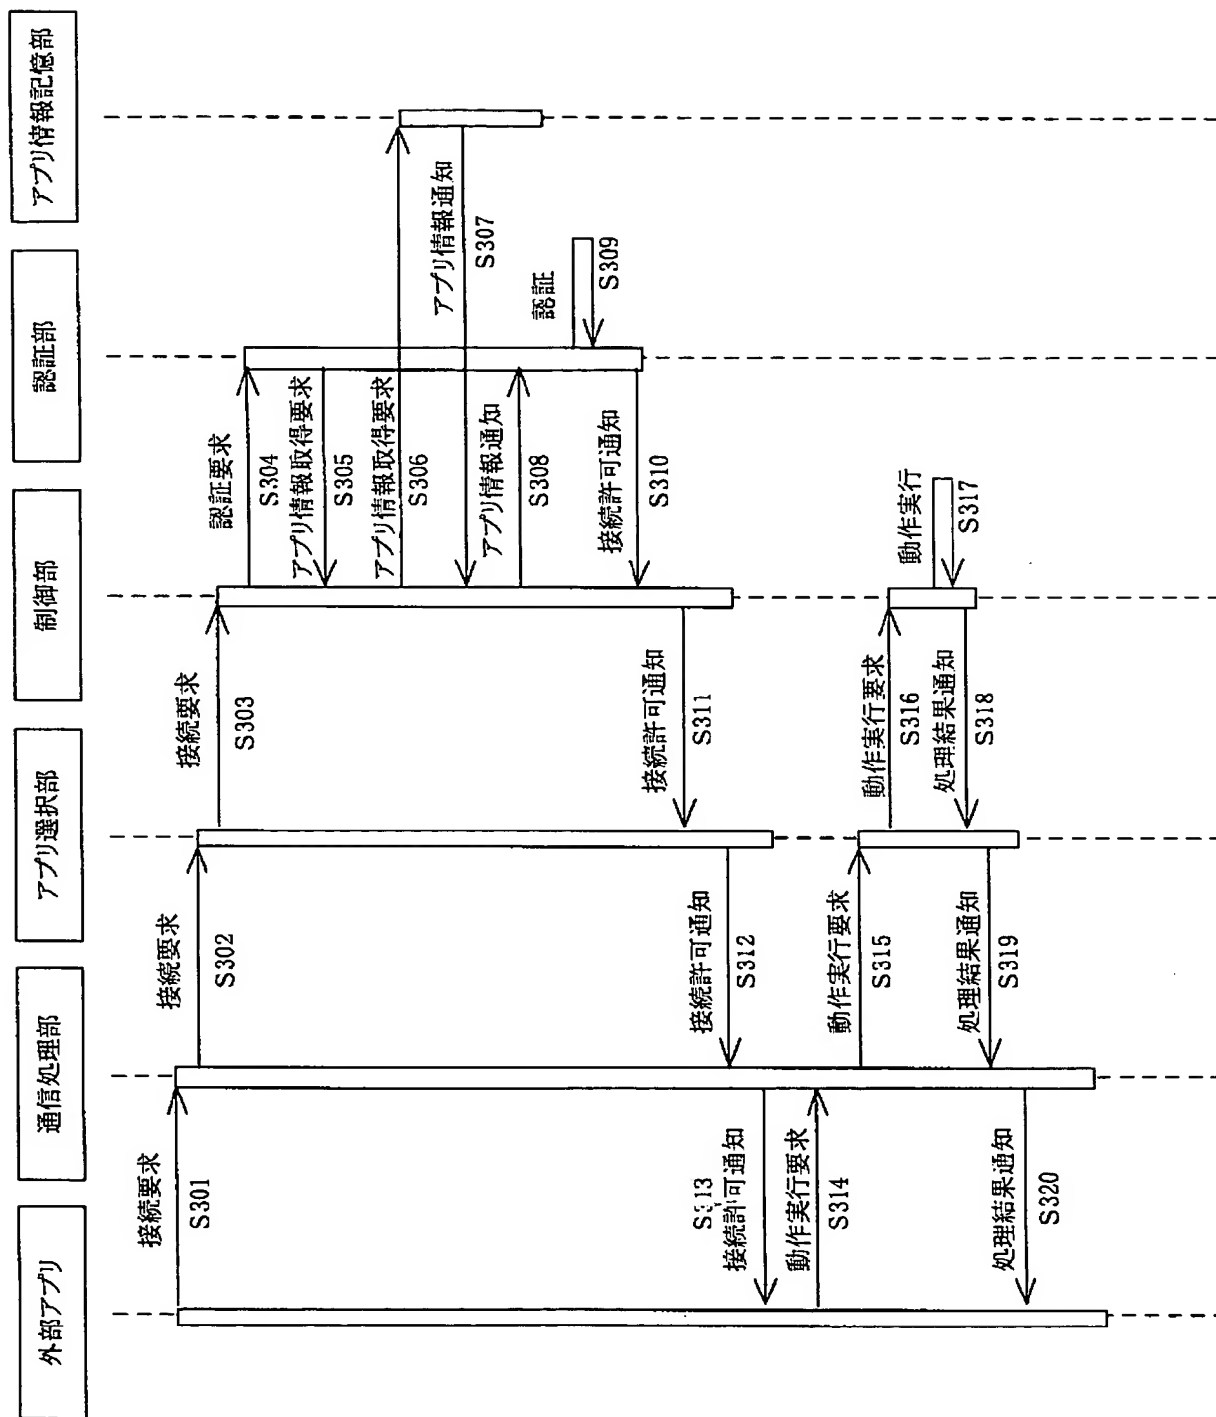 外部アプリ
通信処理部
アプリ選択部
制御部
認証部
アプリ情報記憶部
接続要求
S301
接続要求
S302
接続要求
S303
認証要求
S304
アプリ情報取得要求
S305
アプリ情報取得要求
S306
アプリ情報通知
S307
アプリ情報通知
S308
認証
S309
接続許可通知
S310
接続許可通知
S311
接続許可通知
S312
S313
接続許可通知
動作実行要求
S314
動作実行要求
S315
動作実行要求
S316
動作実行
S317
処理結果通知
S318
処理結果通知
S319
処理結果通知
S320